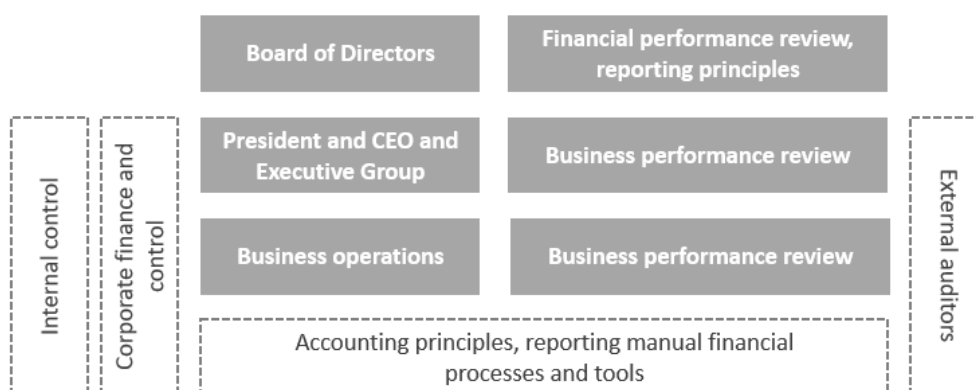 Board of Directors
Financial performance review,
reporting principles
Internal control
Corporate finance and
control
President and CEO and
Executive Group
Business performance review
Business operations
Business performance review
External auditors
Accounting principles, reporting manual financial
processes and tools